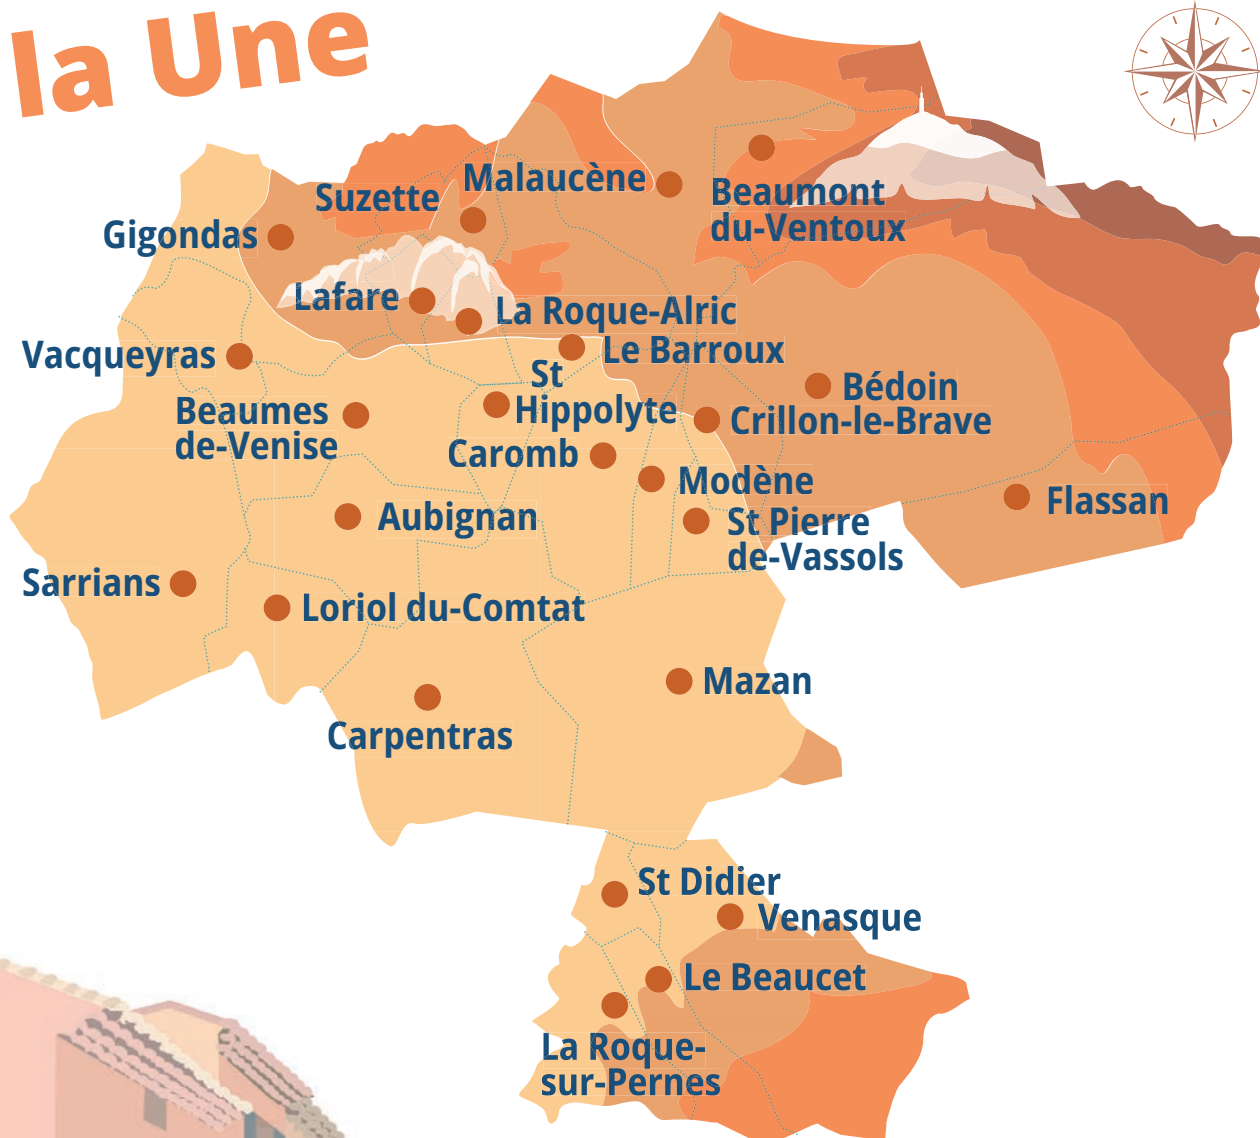 la Une
Malaucène
Suzette
Beaumont
du-Ventoux
Gigondas
Lafare
La Roque-Alric
Vacqueyras
Le Barroux
St
Hippolyte
Bédoin
Beaumes
de-Venise
Crillon-le-Brave
Caromb
Modène
Flassan
Aubignan
St Pierre
de-Vassols
Sarrians
Loriol du-Comtat
Mazan
Carpentras
St Didier
Venasque
Le Beaucet
La Roque-
sur-Pernes